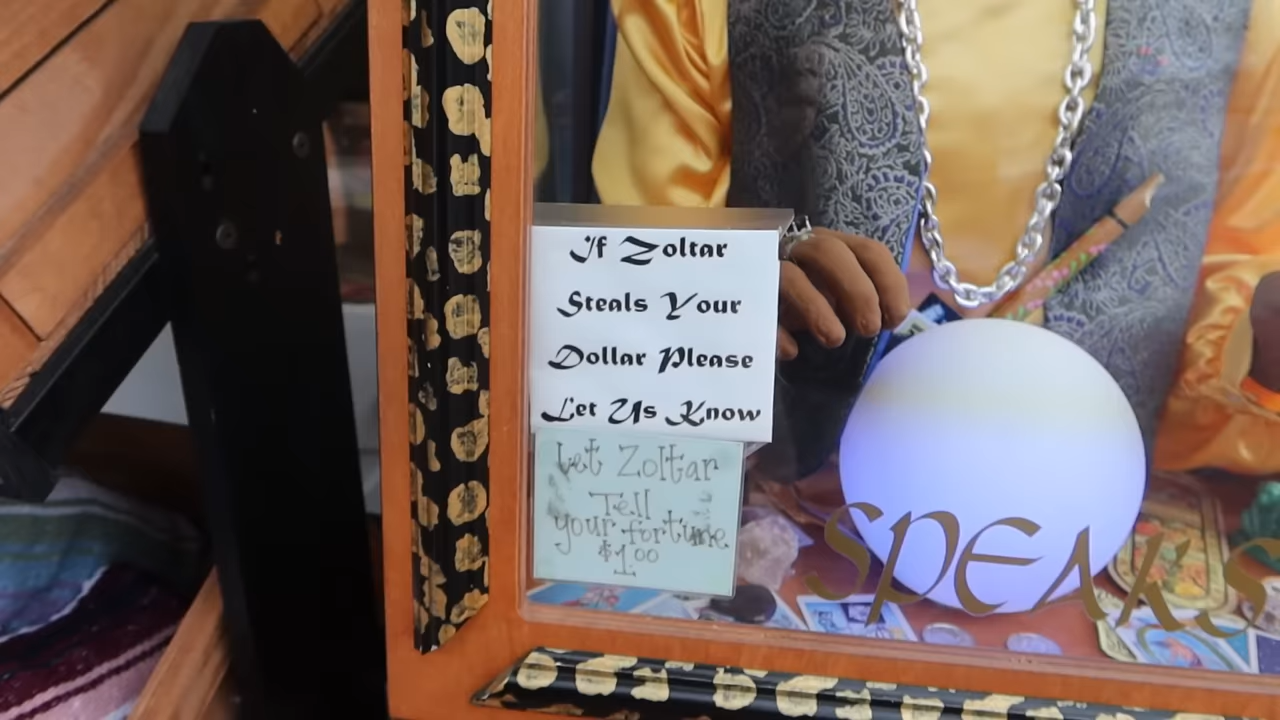 If Zoltar
Steals Your
Dollar Please
Let Us Know
Let Zoltar
Tell
your fortune
$1.00
SPEAKS